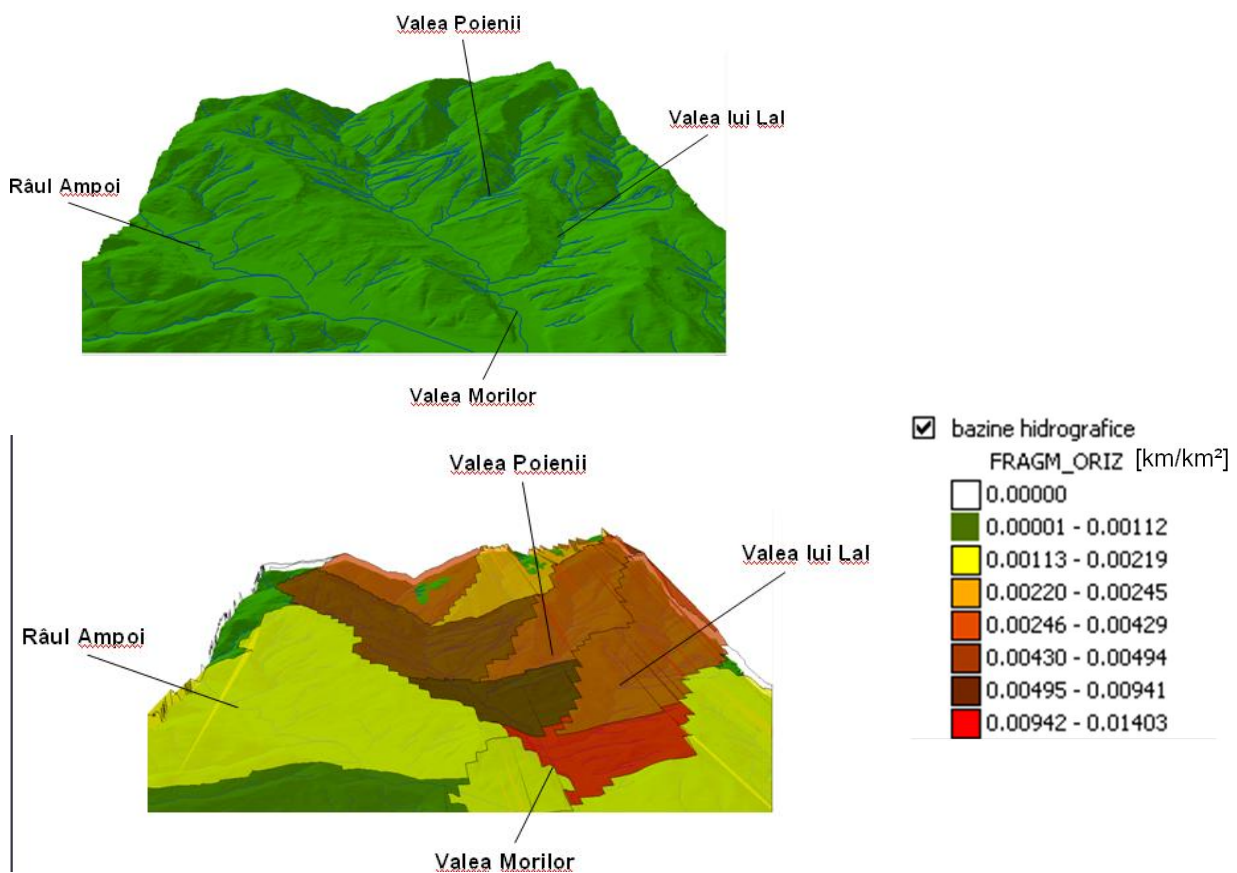 Valea Poienii
Valea lui Lal
Râul Ampoi
Valea Morilor
bazine hidrografice
FRAGM_ORIZ [km/km²]
0.00000
0.00001 - 0.00112
0.00113 - 0.00219
0.00220 - 0.00245
0.00246 - 0.00429
0.00430 - 0.00494
0.00495 - 0.00941
0.00942 - 0.01403
Valea Poienii
Valea lui Lal
Râul Ampoi
Valea Morilor